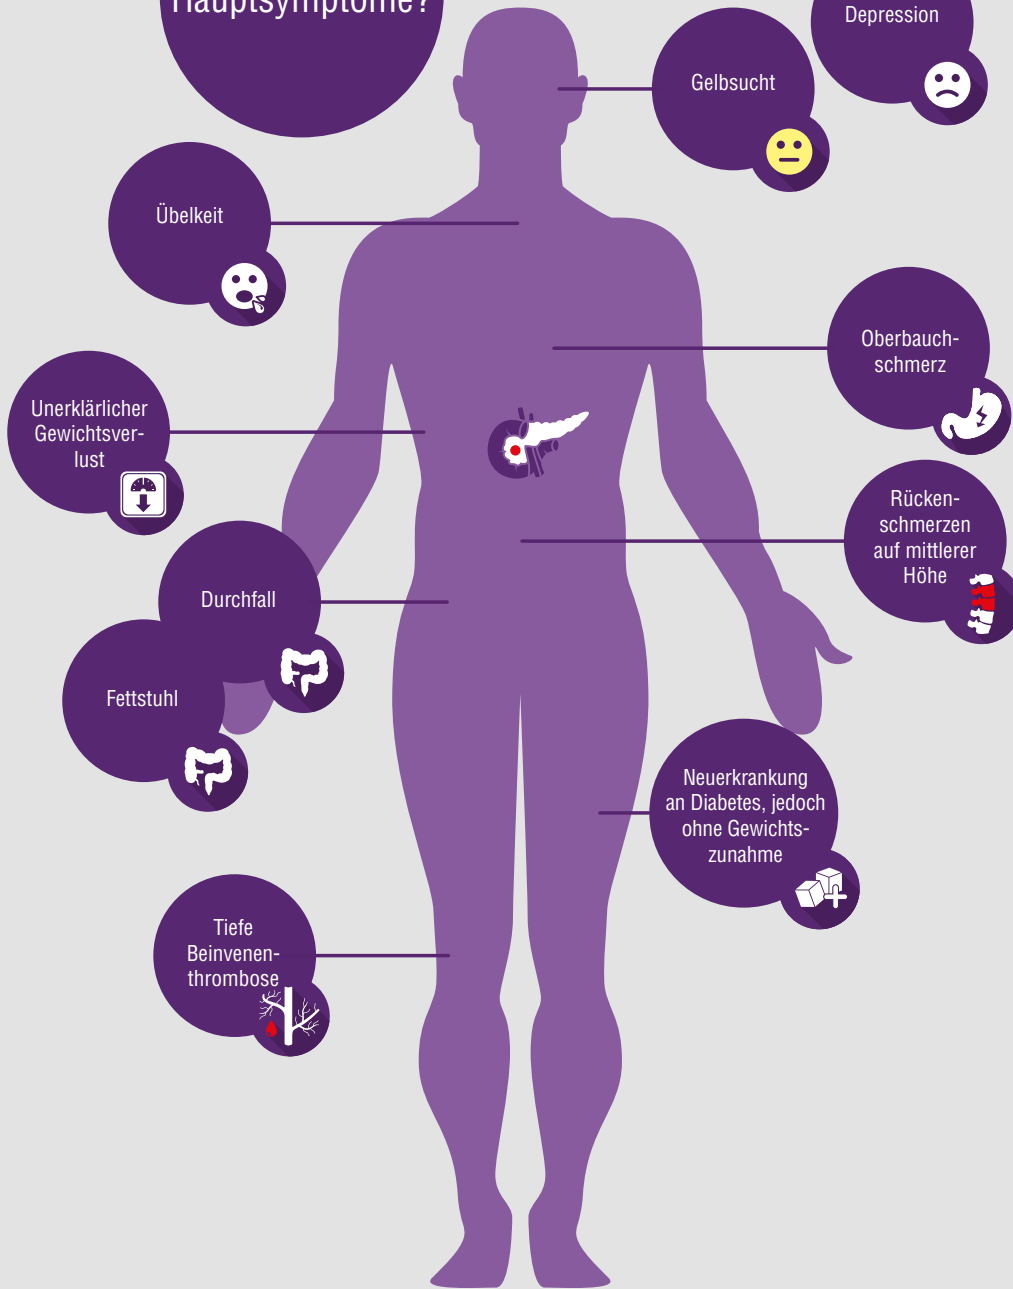 Hauptsymptome?
Depression
Gelbsucht
Übelkeit
Oberbauch-
schmerz
Unerklärlicher
Gewichtsver-
lust
Rücken-
schmerzen
auf mittlerer
Höhe
Durchfall
Fettstuhl
Neuerkrankung
an Diabetes, jedoch
ohne Gewichts-
zunahme
Tiefe
Beinvenen-
thrombose